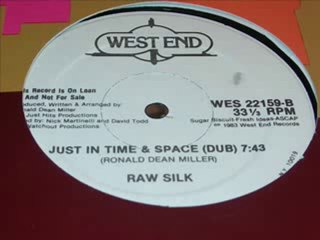 WEST END
is Record Is On Loan
And Not For Sale
oduced, Written & Arranged by
nald Dean Miller
Just Hits Productions
ed by Nick Martinelli and David Todd
Watchout Productions
WES 22159-B
33⅓ RPM
Sugar Biscuit-Fresh Ideas-ASCAP
© 1983 West End Records
JUST IN TIME & SPACE (DUB) 7:43
(RONALD DEAN MILLER)
RAW SILK